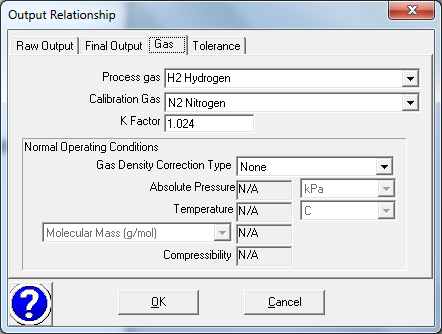 Output Relationship
Raw Output Final Output Gas Tolerance
Process gas H2 Hydrogen
Calibration Gas N2 Nitrogen
K Factor 1.024
Normal Operating Conditions
Gas Density Correction Type None
Absolute Pressure N/A kPa
Temperature N/A C
Molecular Mass (g/mol) N/A
Compressibility N/A
? OK Cancel